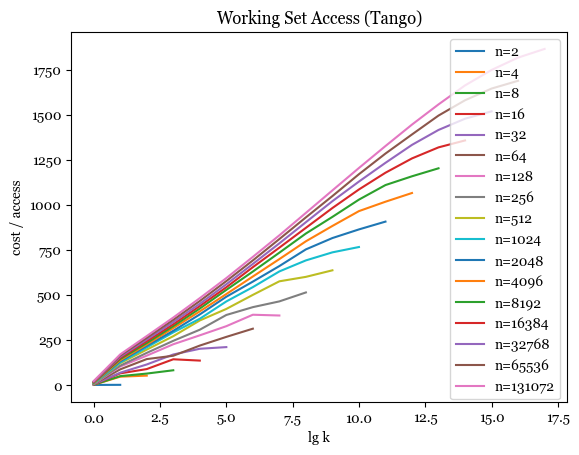 Working Set Access (Tango)
cost / access
1750
1500
1250
1000
750
500
250
0
0.0
2.5
5.0
7.5
10.0
12.5
15.0
17.5
lg k
n=2
n=4
n=8
n=16
n=32
n=64
n=128
n=256
n=512
n=1024
n=2048
n=4096
n=8192
n=16384
n=32768
n=65536
n=131072